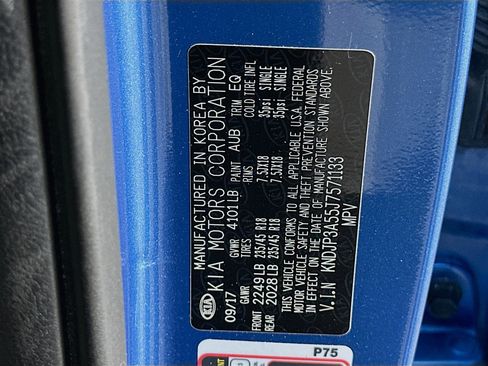 KIA
MANUFACTURED IN KOREA BY
KIA MOTORS CORPORATION
09/17 GVWR 4101LB PAINT AUB TRIM EQ
GAWR TIRES RIMS COLD TIRE INFL
FRONT 2249LB 235/45 R18 7.5JX18 35psi SINGLE
REAR 2028LB 235/45 R18 7.5JX18 35psi SINGLE
THIS VEHICLE CONFORMS TO ALL APPLICABLE U.S.A. FEDERAL
MOTOR VEHICLE SAFETY AND THEFT PREVENTION STANDARDS
IN EFFECT ON THE DATE OF MANUFACTURE SHOWN ABOVE.
V.I.N KNDJP3A55J7571133
MPV
P75